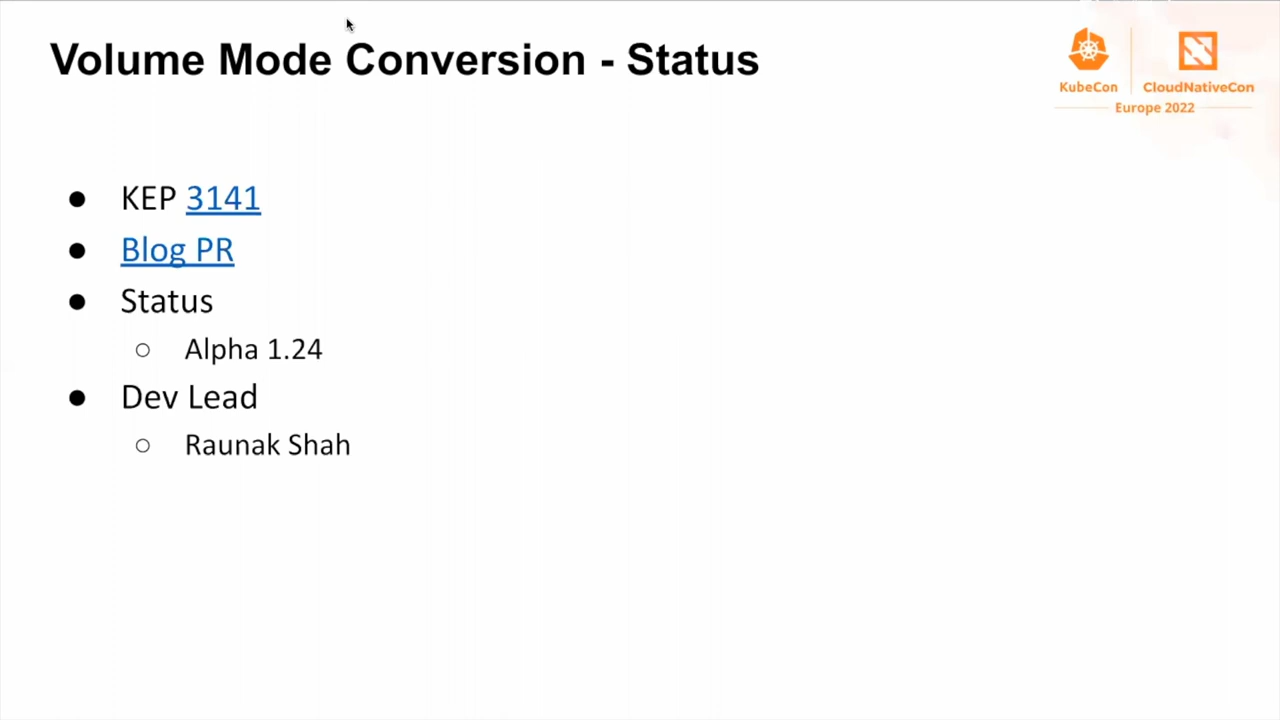 Volume Mode Conversion - Status
KubeCon
CloudNativeCon
Europe 2022
● KEP 3141
● Blog PR
● Status
○ Alpha 1.24
● Dev Lead
○ Raunak Shah